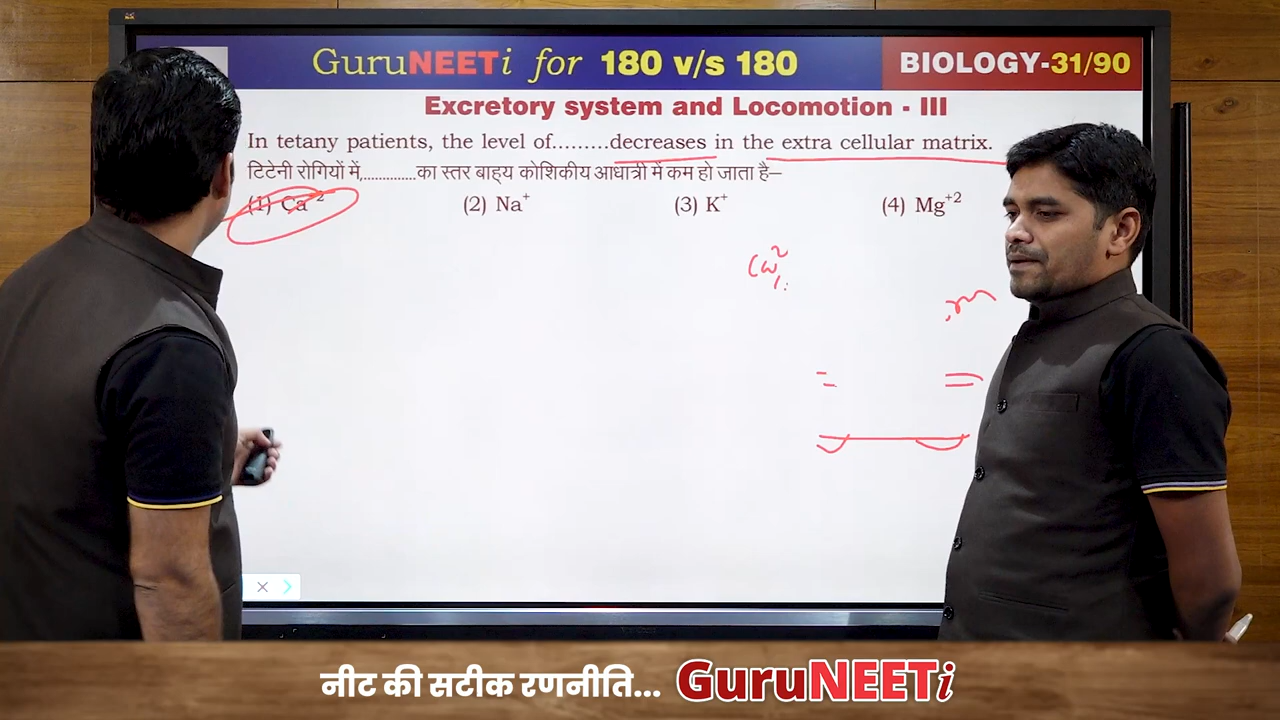 GuruNEETi for 180 v/s 180
BIOLOGY-31/90
Excretory system and Locomotion - III
In tetany patients, the level of.........decreases in the extra cellular matrix.
टिटेनी रोगियों में,..............का स्तर बाह्य कोशिकीय आधात्री में कम हो जाता है–
(1) Ca+2 (2) Na+ (3) K+ (4) Mg+2
Ca2
नीट की सटीक रणनीति... GuruNEETi